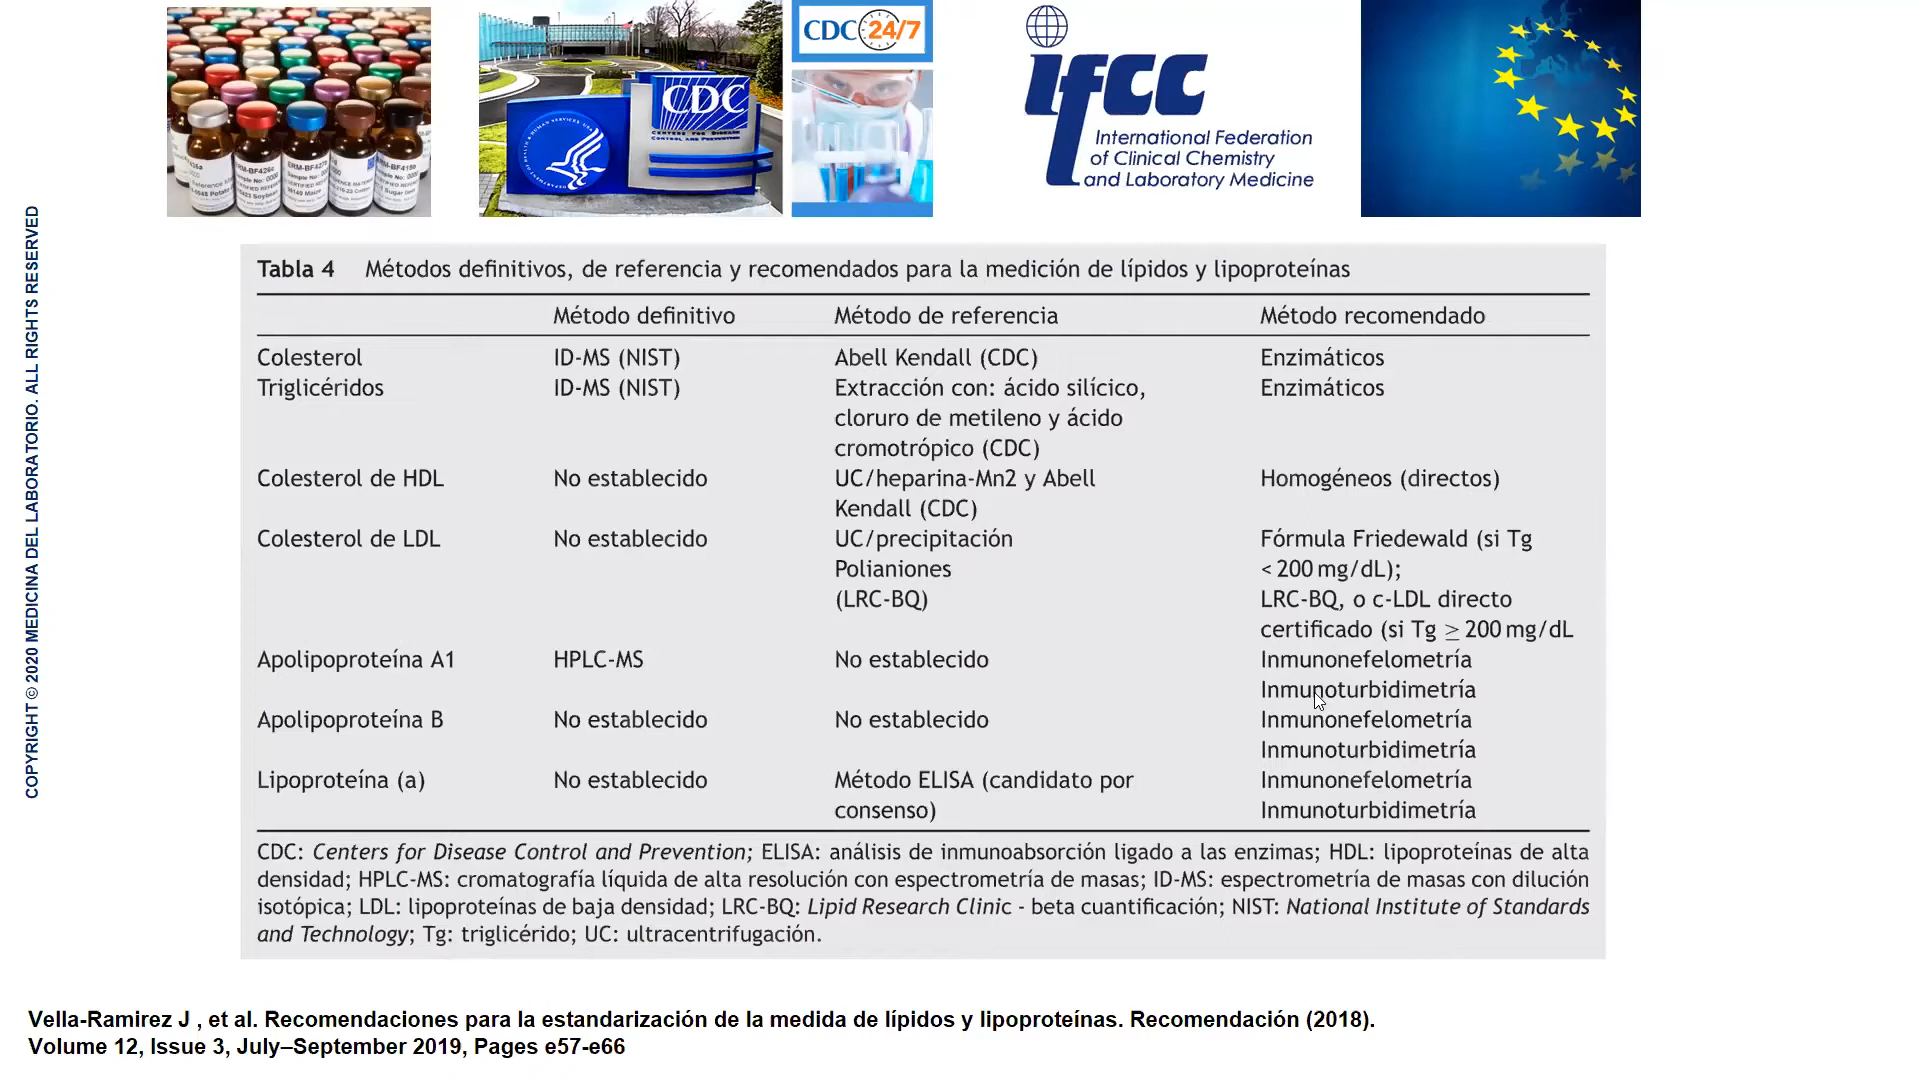 CDC 24/7
CDC
CENTERS FOR DISEASE
CONTROL AND PREVENTION
ifcc
International Federation
of Clinical Chemistry
and Laboratory Medicine
COPYRIGHT © 2020 MEDICINA DEL LABORATORIO. ALL RIGHTS RESERVED
Tabla 4 Métodos definitivos, de referencia y recomendados para la medición de lípidos y lipoproteínas
Método definitivo Método de referencia Método recomendado
Colesterol ID-MS (NIST) Abell Kendall (CDC) Enzimáticos
Triglicéridos ID-MS (NIST) Extracción con: ácido silícico, Enzimáticos
cloruro de metileno y ácido
cromotrópico (CDC)
Colesterol de HDL No establecido UC/heparina-Mn2 y Abell Homogéneos (directos)
Kendall (CDC)
Colesterol de LDL No establecido UC/precipitación Fórmula Friedewald (si Tg
Polianiones < 200 mg/dL);
(LRC-BQ) LRC-BQ, o c-LDL directo
certificado (si Tg ≥ 200 mg/dL
Apolipoproteína A1 HPLC-MS No establecido Inmunonefelometría
Inmunoturbidimetría
Apolipoproteína B No establecido No establecido Inmunonefelometría
Inmunoturbidimetría
Lipoproteína (a) No establecido Método ELISA (candidato por Inmunonefelometría
consenso) Inmunoturbidimetría
CDC: Centers for Disease Control and Prevention; ELISA: análisis de inmunoabsorción ligado a las enzimas; HDL: lipoproteínas de alta
densidad; HPLC-MS: cromatografía líquida de alta resolución con espectrometría de masas; ID-MS: espectrometría de masas con dilución
isotópica; LDL: lipoproteínas de baja densidad; LRC-BQ: Lipid Research Clinic - beta cuantificación; NIST: National Institute of Standards
and Technology; Tg: triglicérido; UC: ultracentrifugación.
Vella-Ramirez J , et al. Recomendaciones para la estandarización de la medida de lípidos y lipoproteínas. Recomendación (2018).
Volume 12, Issue 3, July–September 2019, Pages e57-e66